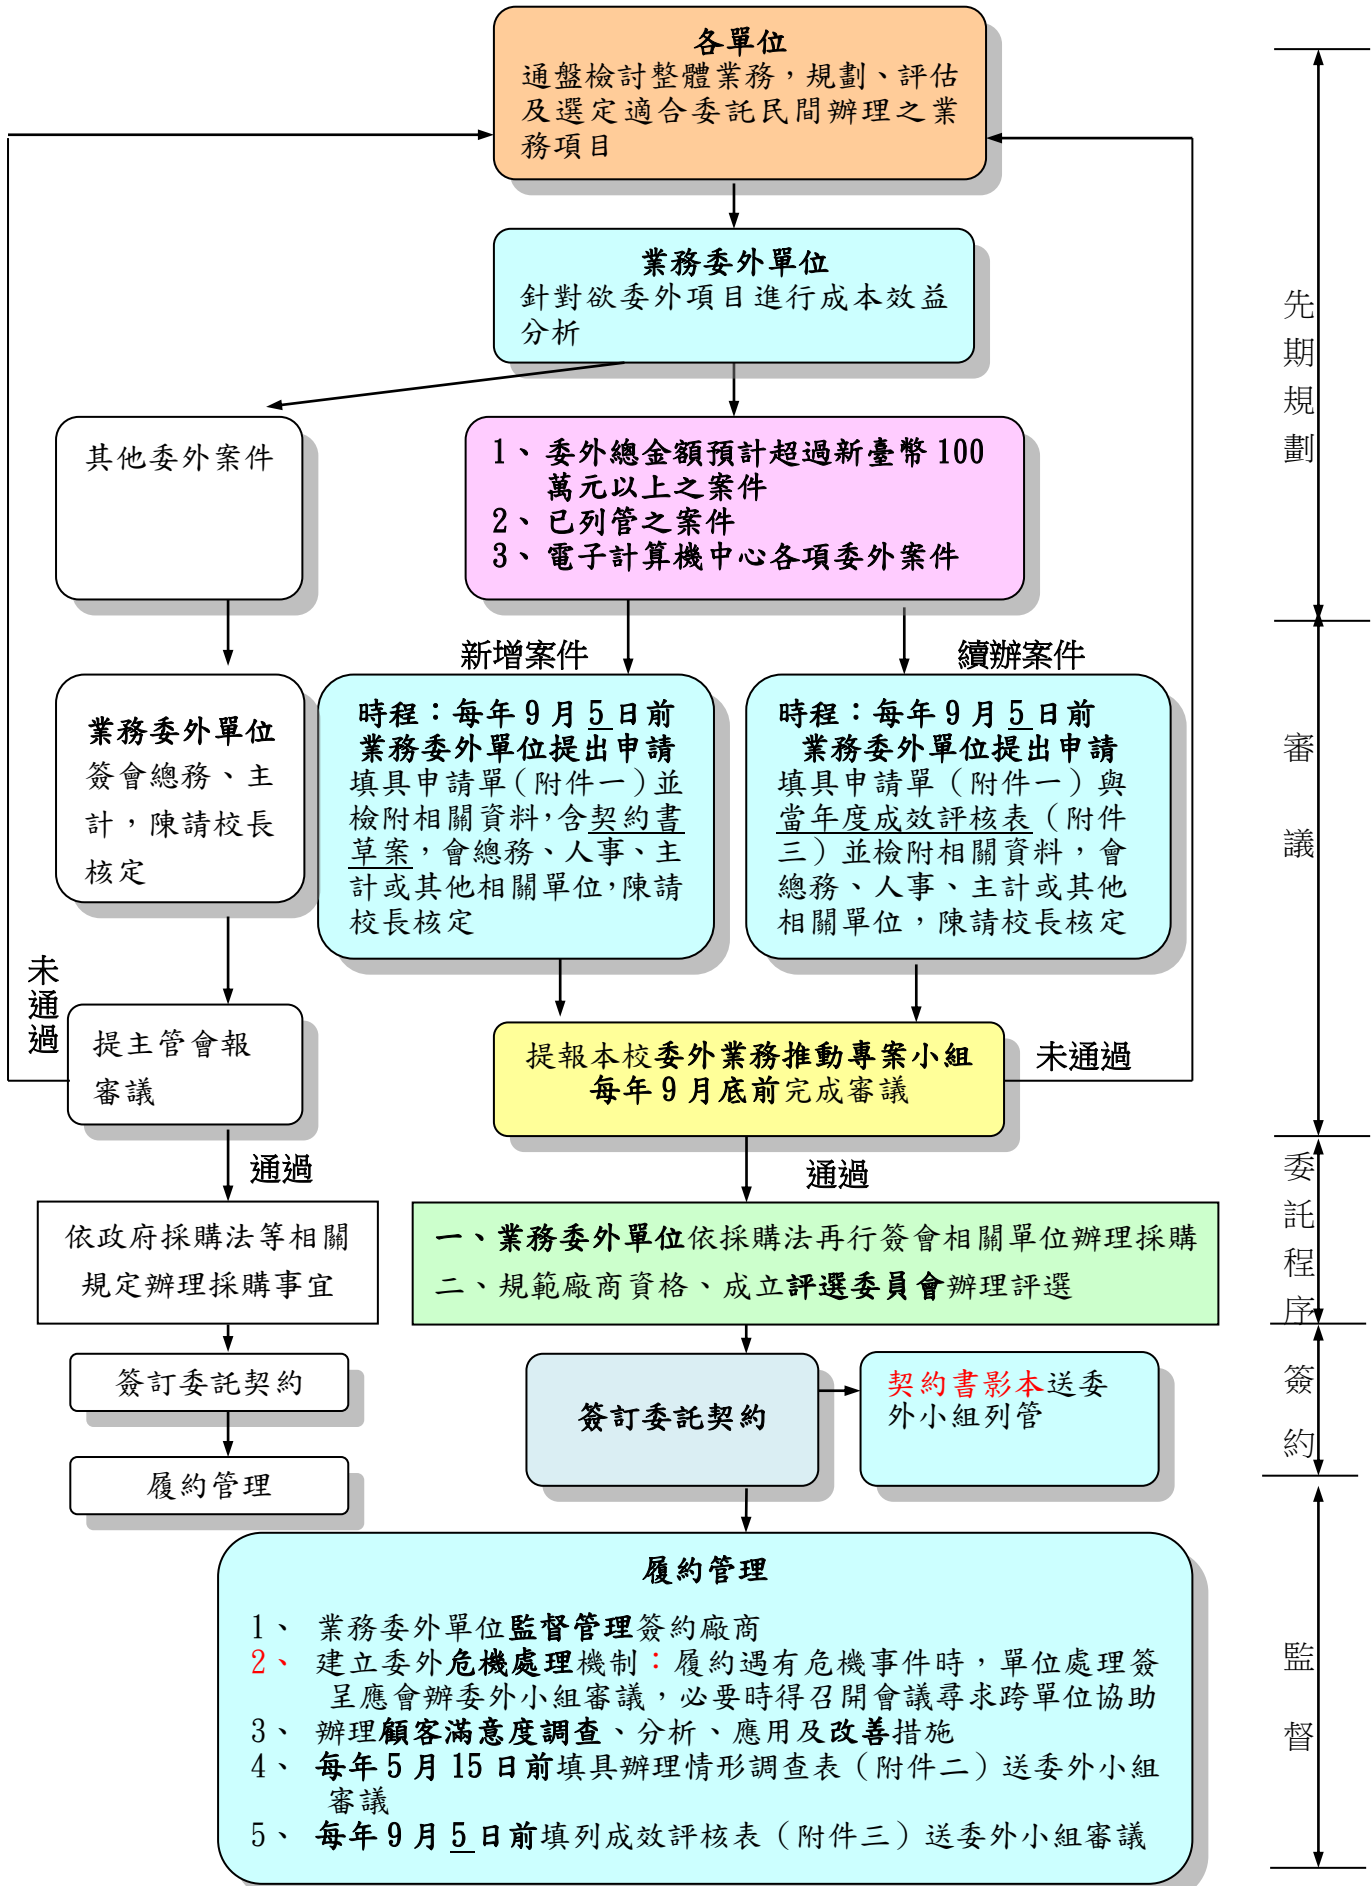 各單位
通盤檢討整體業務，規劃、評估
及選定適合委託民間辦理之業
務項目
業務委外單位
針對欲委外項目進行成本效益
分析
其他委外案件
1、 委外總金額預計超過新臺幣 100
萬元以上之案件
2、 已列管之案件
3、 電子計算機中心各項委外案件
新增案件
續辦案件
業務委外單位
簽會總務、主
計，陳請校長
核定
時程：每年 9 月 5 日前
業務委外單位提出申請
填具申請單（附件一）並
檢附相關資料，含契約書
草案，會總務、人事、主
計或其他相關單位，陳請
校長核定
時程：每年 9 月 5 日前
業務委外單位提出申請
填具申請單（附件一）與
當年度成效評核表（附件
三）並檢附相關資料，會
總務、人事、主計或其他
相關單位，陳請校長核定
未
通
過
提主管會報
審議
提報本校委外業務推動專案小組
每年 9 月底前完成審議
未通過
通過
通過
依政府採購法等相關
規定辦理採購事宜
一、業務委外單位依採購法再行簽會相關單位辦理採購
二、規範廠商資格、成立評選委員會辦理評選
簽訂委託契約
履約管理
簽訂委託契約
契約書影本送委
外小組列管
履約管理
1、 業務委外單位監督管理簽約廠商
2、 建立委外危機處理機制：履約遇有危機事件時，單位處理簽
呈應會辦委外小組審議，必要時得召開會議尋求跨單位協助
3、 辦理顧客滿意度調查、分析、應用及改善措施
4、 每年 5 月 15 日前填具辦理情形調查表（附件二）送委外小組
審議
5、 每年 9 月 5 日前填列成效評核表（附件三）送委外小組審議
先
期
規
劃
審
議
委
託
程
序
簽
約
監
督